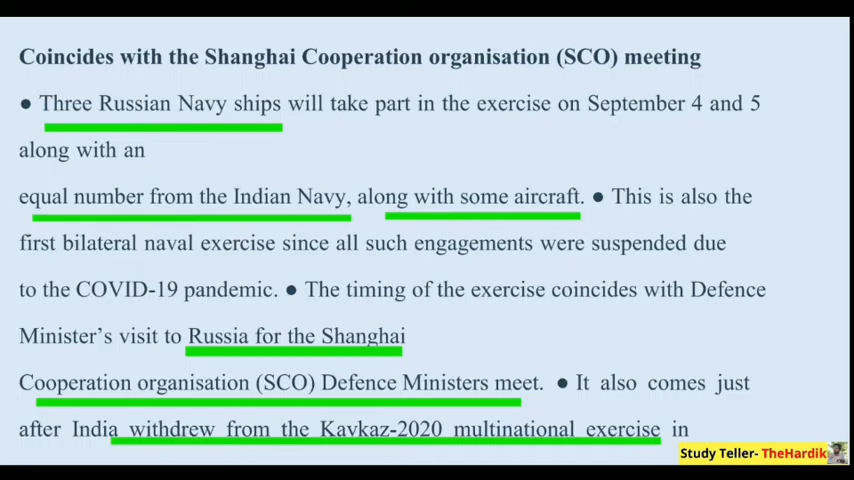 Coincides with the Shanghai Cooperation organisation (SCO) meeting
● Three Russian Navy ships will take part in the exercise on September 4 and 5
along with an
equal number from the Indian Navy, along with some aircraft. ● This is also the
first bilateral naval exercise since all such engagements were suspended due
to the COVID-19 pandemic. ● The timing of the exercise coincides with Defence
Minister’s visit to Russia for the Shanghai
Cooperation organisation (SCO) Defence Ministers meet. ● It also comes just
after India withdrew from the Kavkaz-2020 multinational exercise in
Study Teller- TheHardik